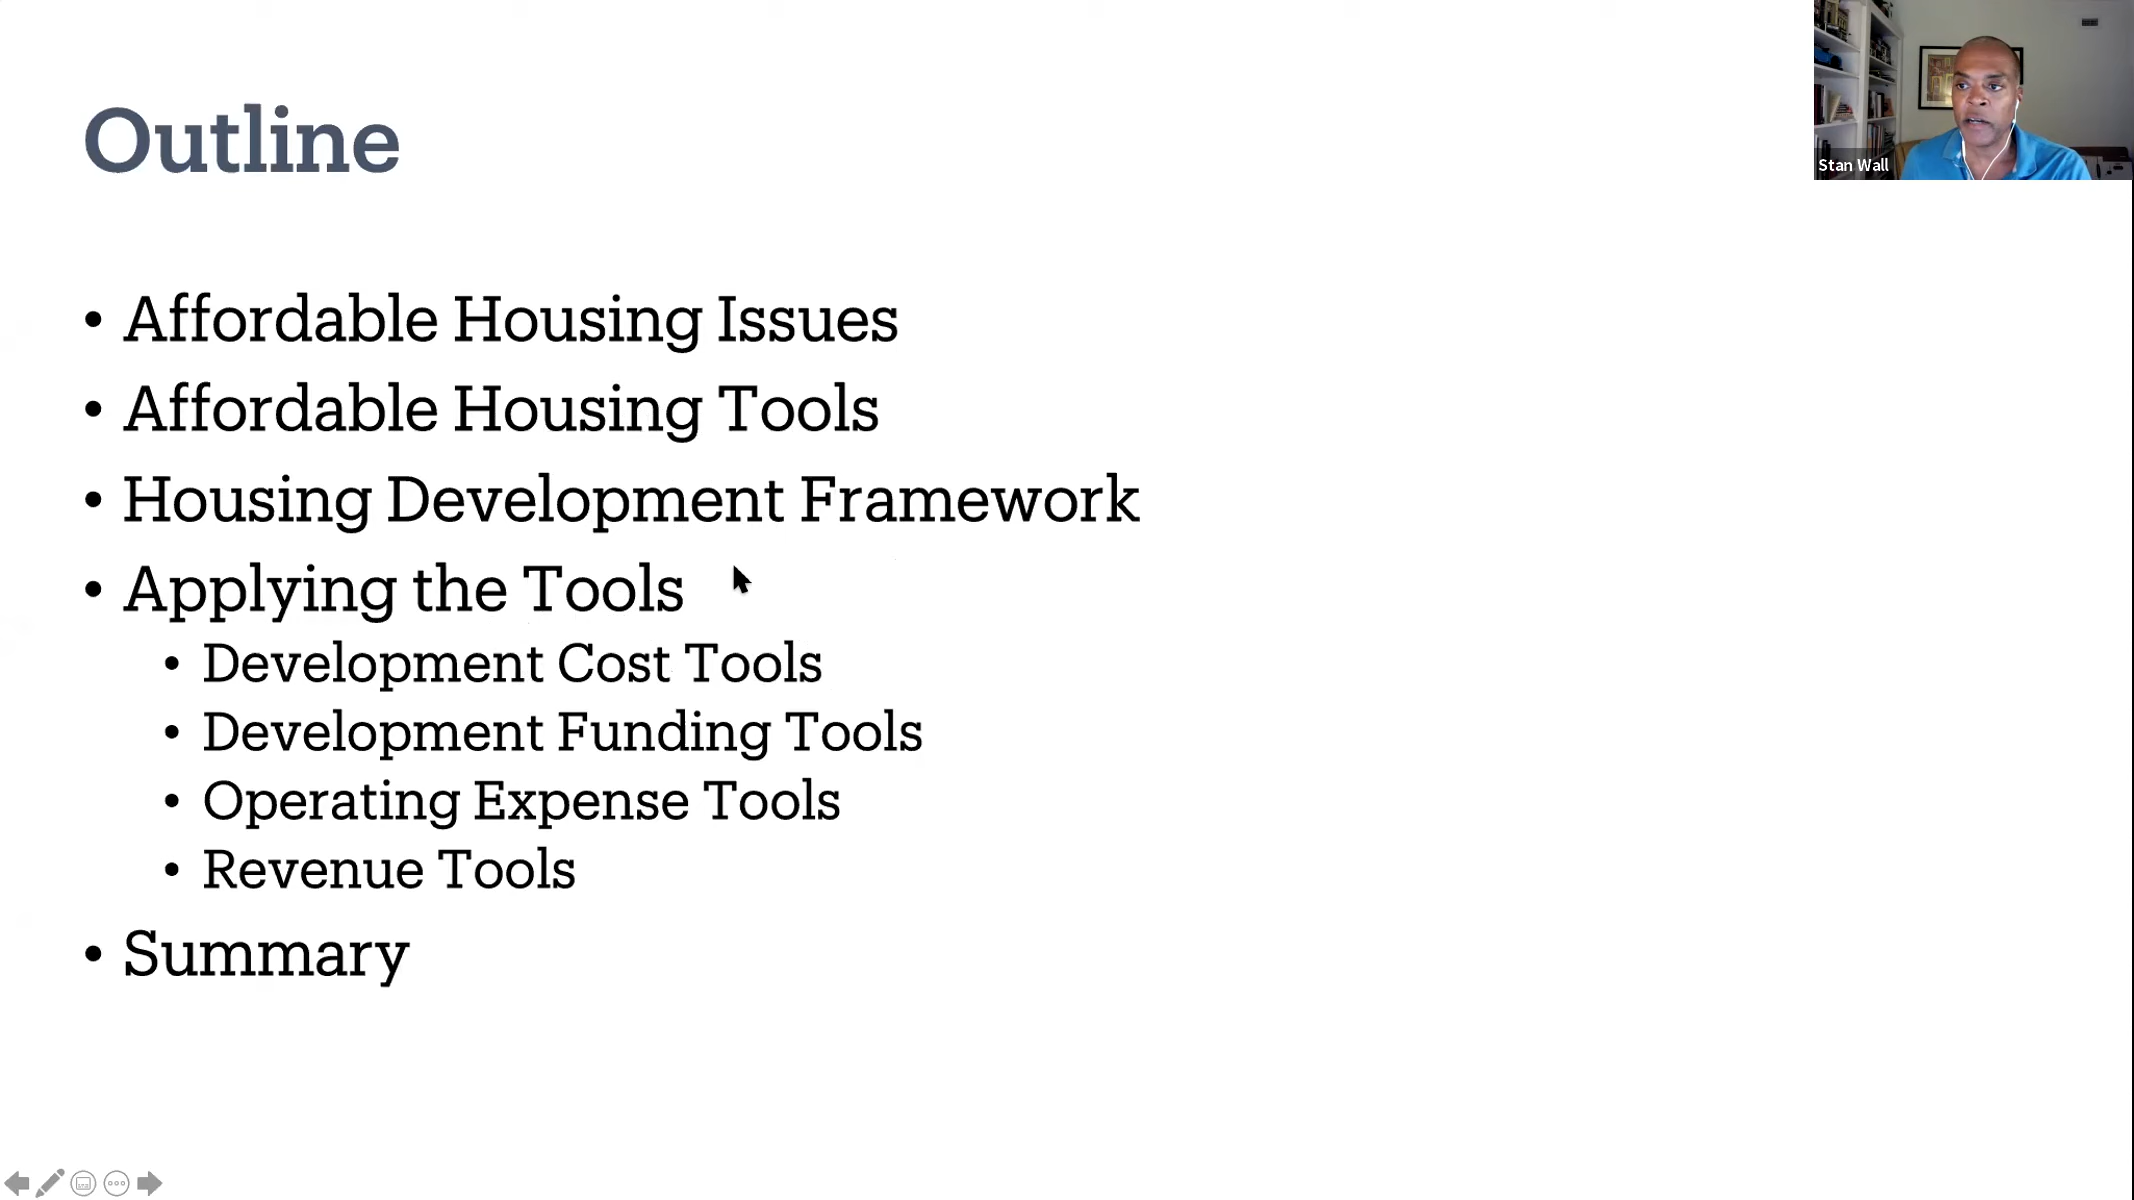 Outline
• Affordable Housing Issues
• Affordable Housing Tools
• Housing Development Framework
• Applying the Tools
• Development Cost Tools
• Development Funding Tools
• Operating Expense Tools
• Revenue Tools
• Summary
Stan Wall